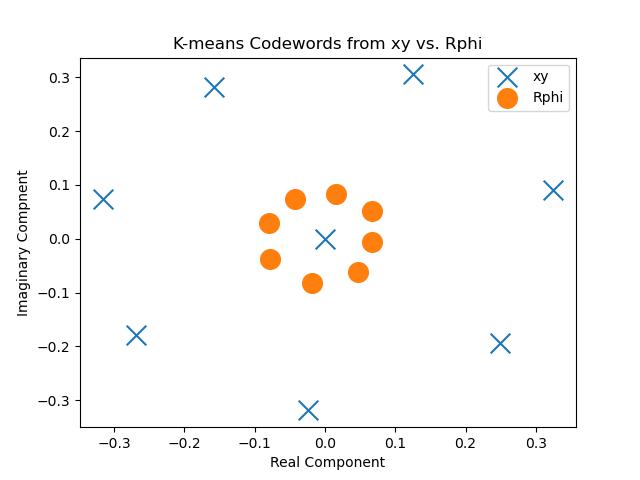 K-means Codewords from xy vs. Rphi
xy
Rphi
0.3
0.2
0.1
0.0
−0.1
−0.2
−0.3
Imaginary Compnent
−0.3
−0.2
−0.1
0.0
0.1
0.2
0.3
Real Component